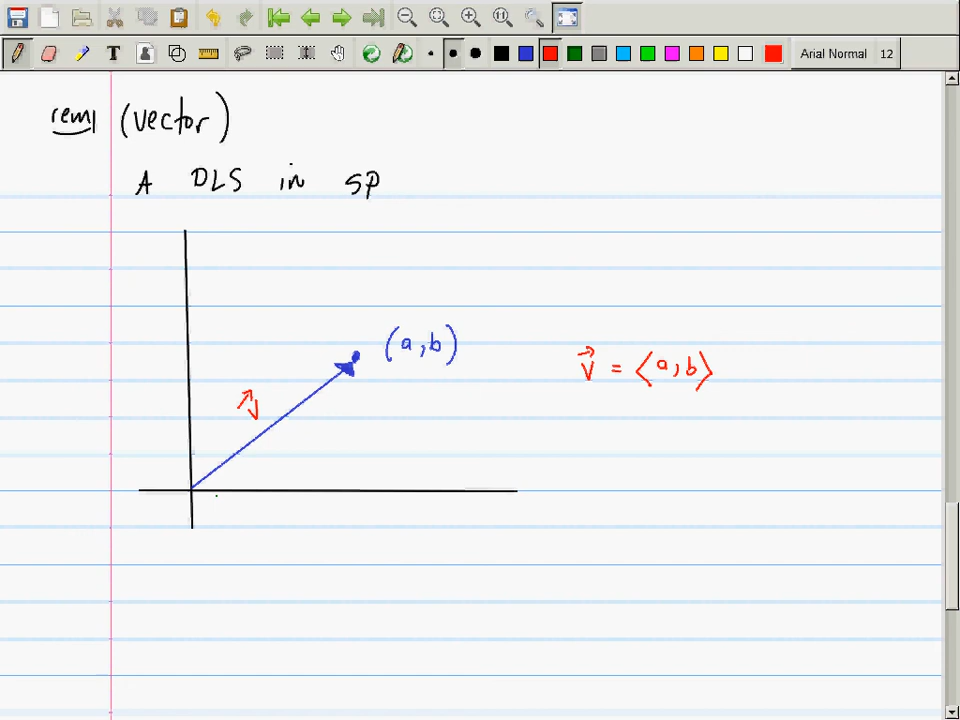 Arial Normal 12
rem (vector)
A DLS in SP
(a,b)
v⃗ = ⟨a,b⟩
v⃗